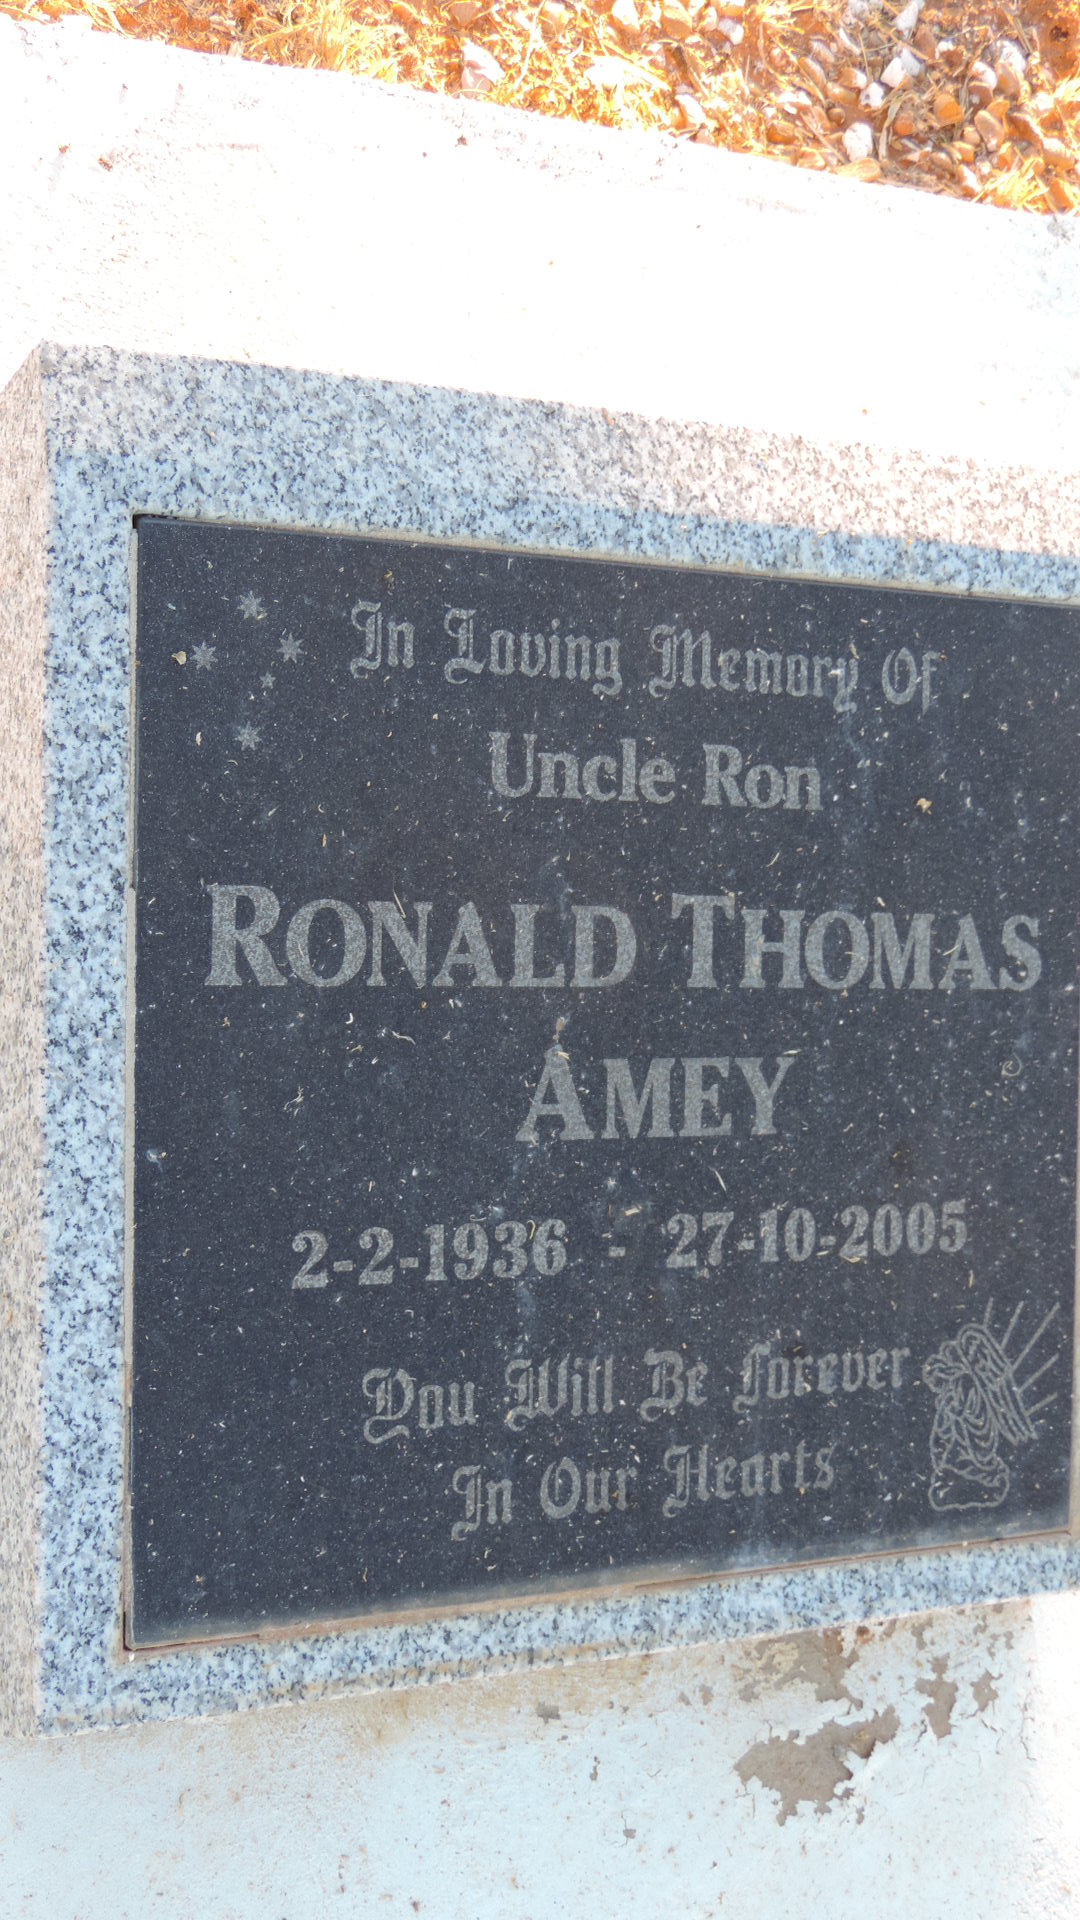 In Loving Memory Of
Uncle Ron
RONALD THOMAS
AMEY
2-2-1936 - 27-10-2005
You Will Be Forever
In Our Hearts